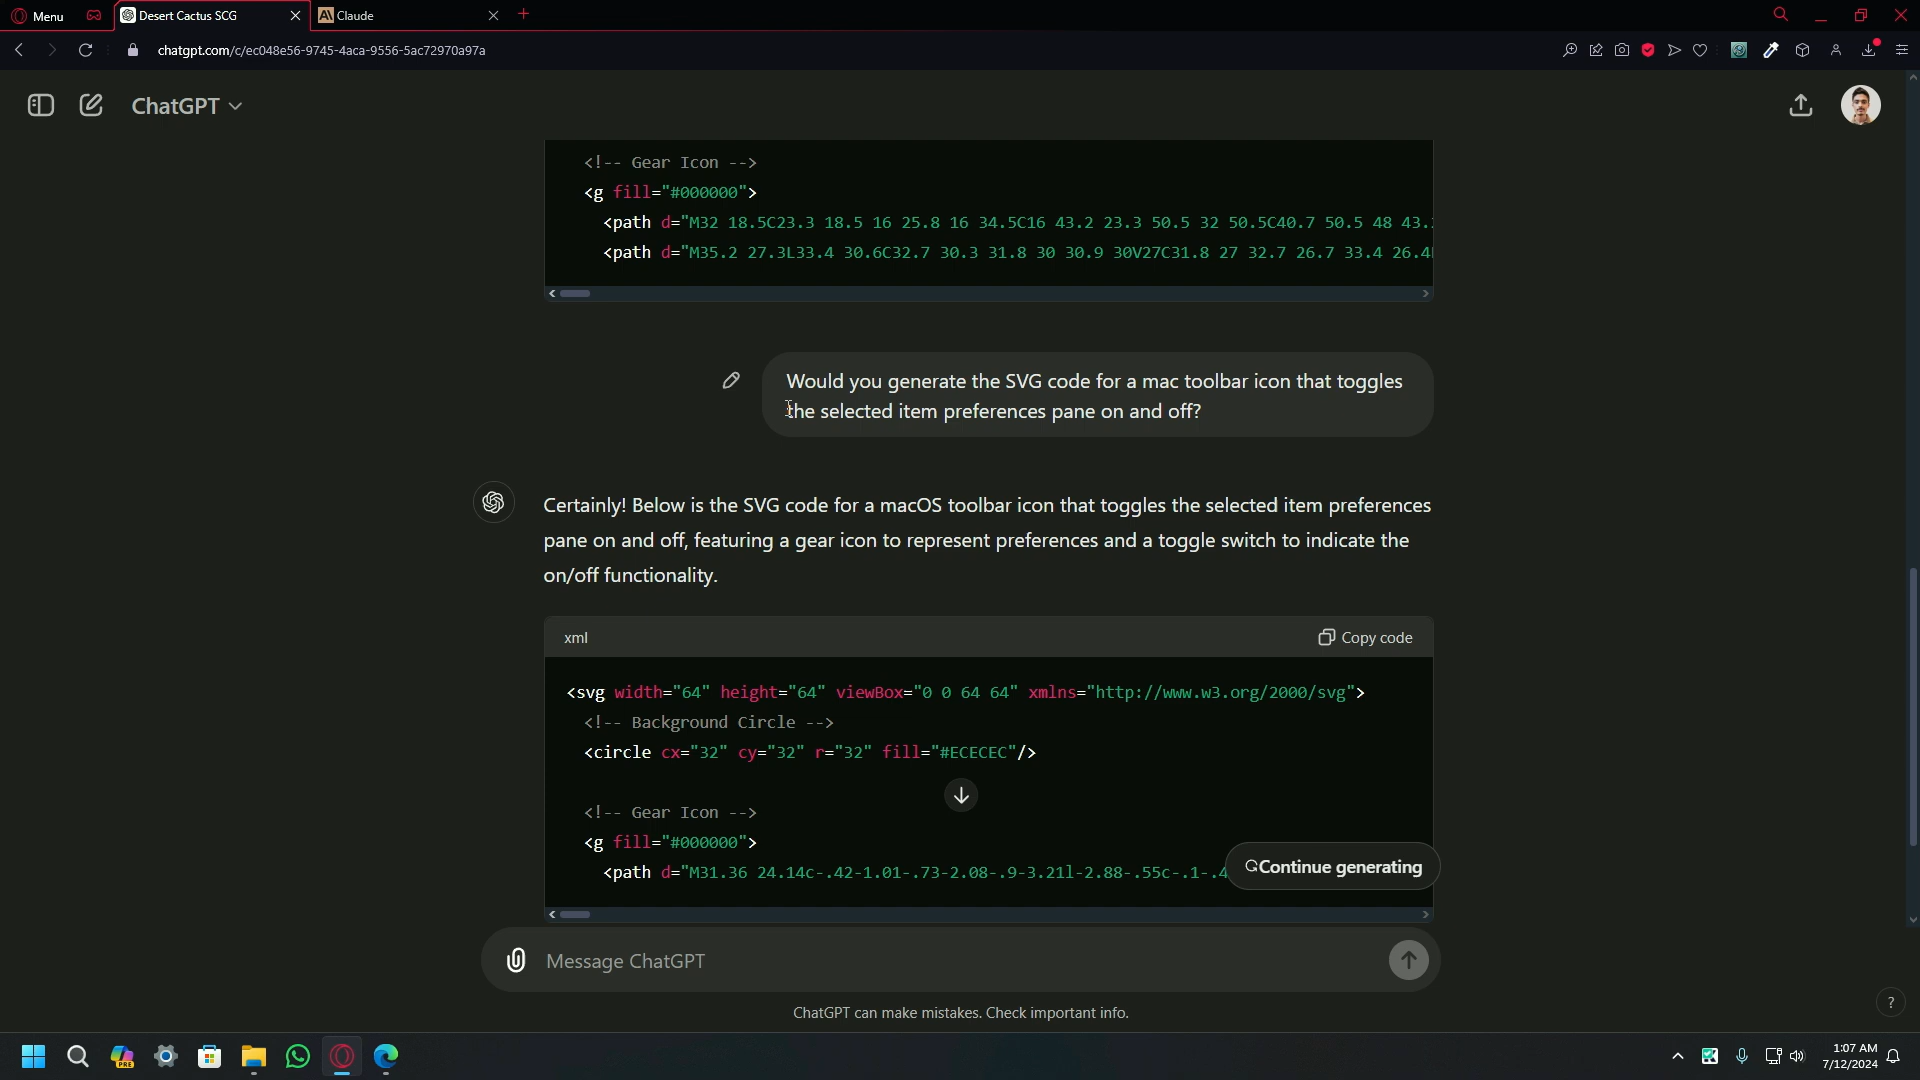 Menu
Desert Cactus SCG
Claude
chatgpt.com/c/ec048e56-9745-4aca-9556-5ac72970a97a
ChatGPT
<!-- Gear Icon -->
<g fill="#000000">
<path d="M32 18.5C23.3 18.5 16 25.8 16 34.5C16 43.2 23.3 50.5 32 50.5C40.7 50.5 48 43.
<path d="M35.2 27.3L33.4 30.6C32.7 30.3 31.8 30 30.9 30V27C31.8 27 32.7 26.7 33.4 26.4
Would you generate the SVG code for a mac toolbar icon that toggles
the selected item preferences pane on and off?
Certainly! Below is the SVG code for a macOS toolbar icon that toggles the selected item preferences
pane on and off, featuring a gear icon to represent preferences and a toggle switch to indicate the
on/off functionality.
xml
Copy code
<svg width="64" height="64" viewBox="0 0 64 64" xmlns="http://www.w3.org/2000/svg">
<!-- Background Circle -->
<circle cx="32" cy="32" r="32" fill="#ECECEC"/>
<!-- Gear Icon -->
<g fill="#000000">
<path d="M31.36 24.14c-.42-1.01-.73-2.08-.9-3.21l-2.88-.55c-.1-.4
Continue generating
Message ChatGPT
ChatGPT can make mistakes. Check important info.
?
PRE
1:07 AM
7/12/2024